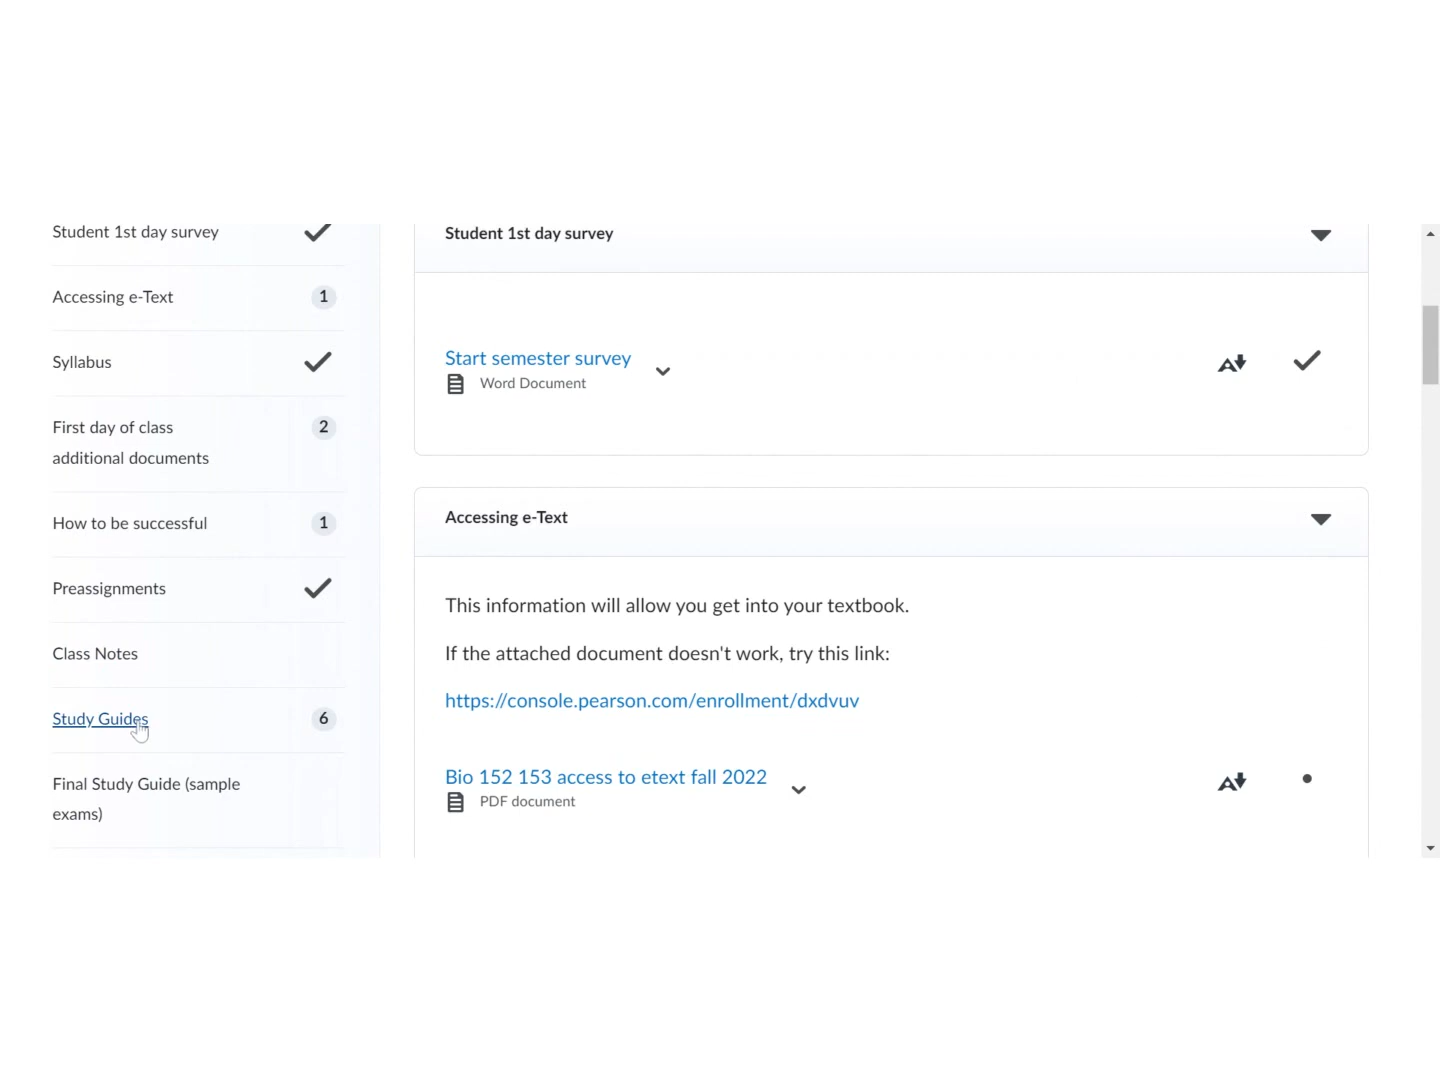 Student 1st day survey
Accessing e-Text 1
Syllabus
First day of class 2
additional documents
How to be successful 1
Preassignments
Class Notes
Study Guides 6
Final Study Guide (sample
exams)
Student 1st day survey
Start semester survey
Word Document
Accessing e-Text
This information will allow you get into your textbook.
If the attached document doesn't work, try this link:
https://console.pearson.com/enrollment/dxdvuv
Bio 152 153 access to etext fall 2022
PDF document